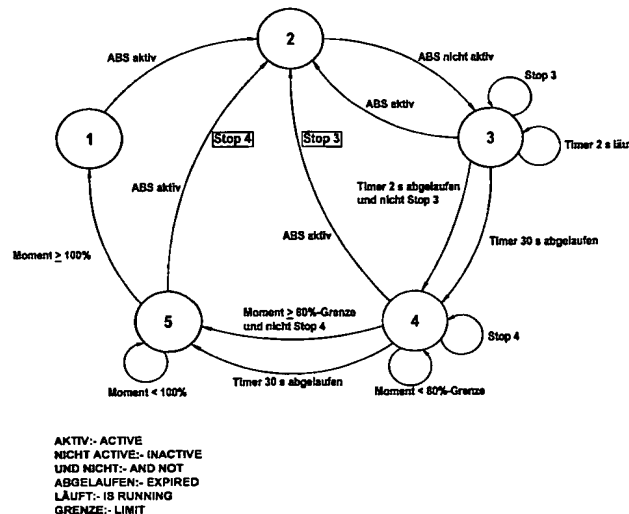 2
ABS aktiv
ABS nicht aktiv
Stop 3
ABS aktiv
1
Stop 4
Stop 3
3
Timer 2 s läu
ABS aktiv
Timer 2 s abgelaufen
und nicht Stop 3
ABS aktiv
Timer 30 s abgelaufen
Moment ≥ 100%
Moment ≥ 80%-Grenze
und nicht Stop 4
5
4
Stop 4
Timer 30 s abgelaufen
Moment < 100%
Moment < 80%-Grenze
AKTIV:- ACTIVE
NICHT ACTIVE:- INACTIVE
UND NICHT:- AND NOT
ABGELAUFEN:- EXPIRED
LÄUFT:- IS RUNNING
GRENZE:- LIMIT